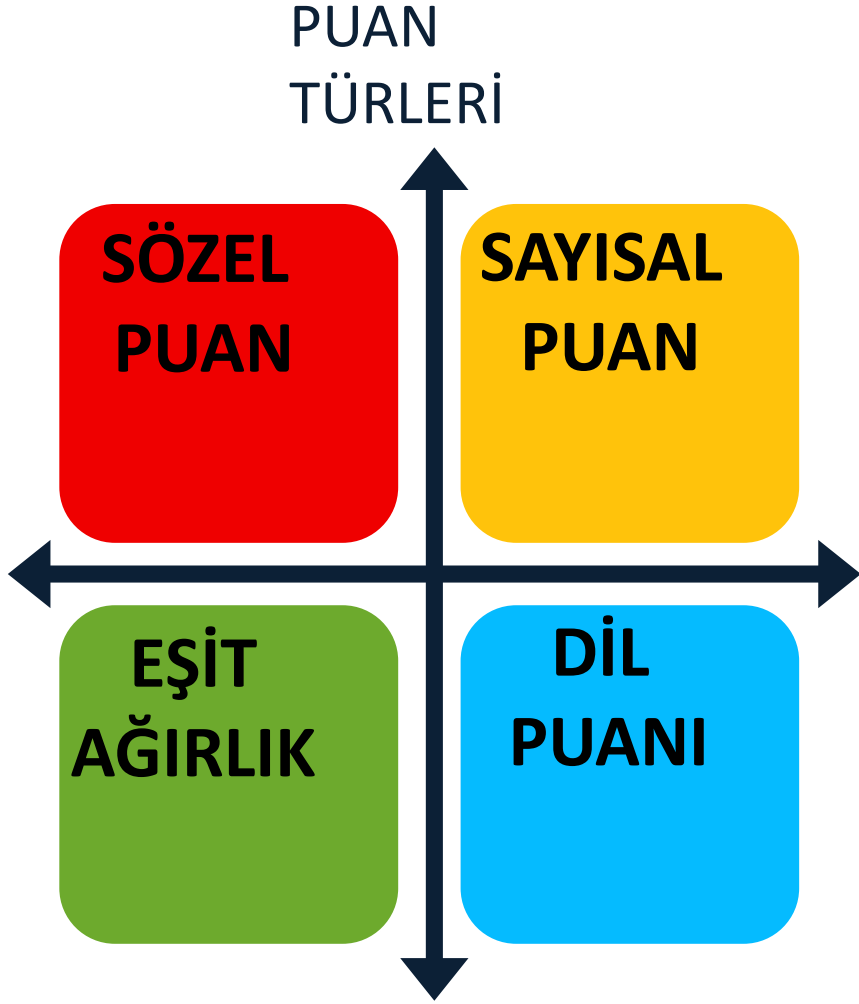 PUAN
TÜRLERİ
SÖZEL
PUAN
SAYISAL
PUAN
EŞİT
AĞIRLIK
DİL
PUANI